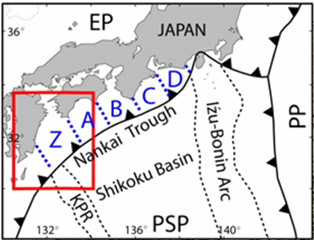 EP
JAPAN
36
D
C
B
A
Z
32
Nankai Trough
Izu-Bonin Arc
PP
Shikoku Basin
KPR
PSP
132
136
140